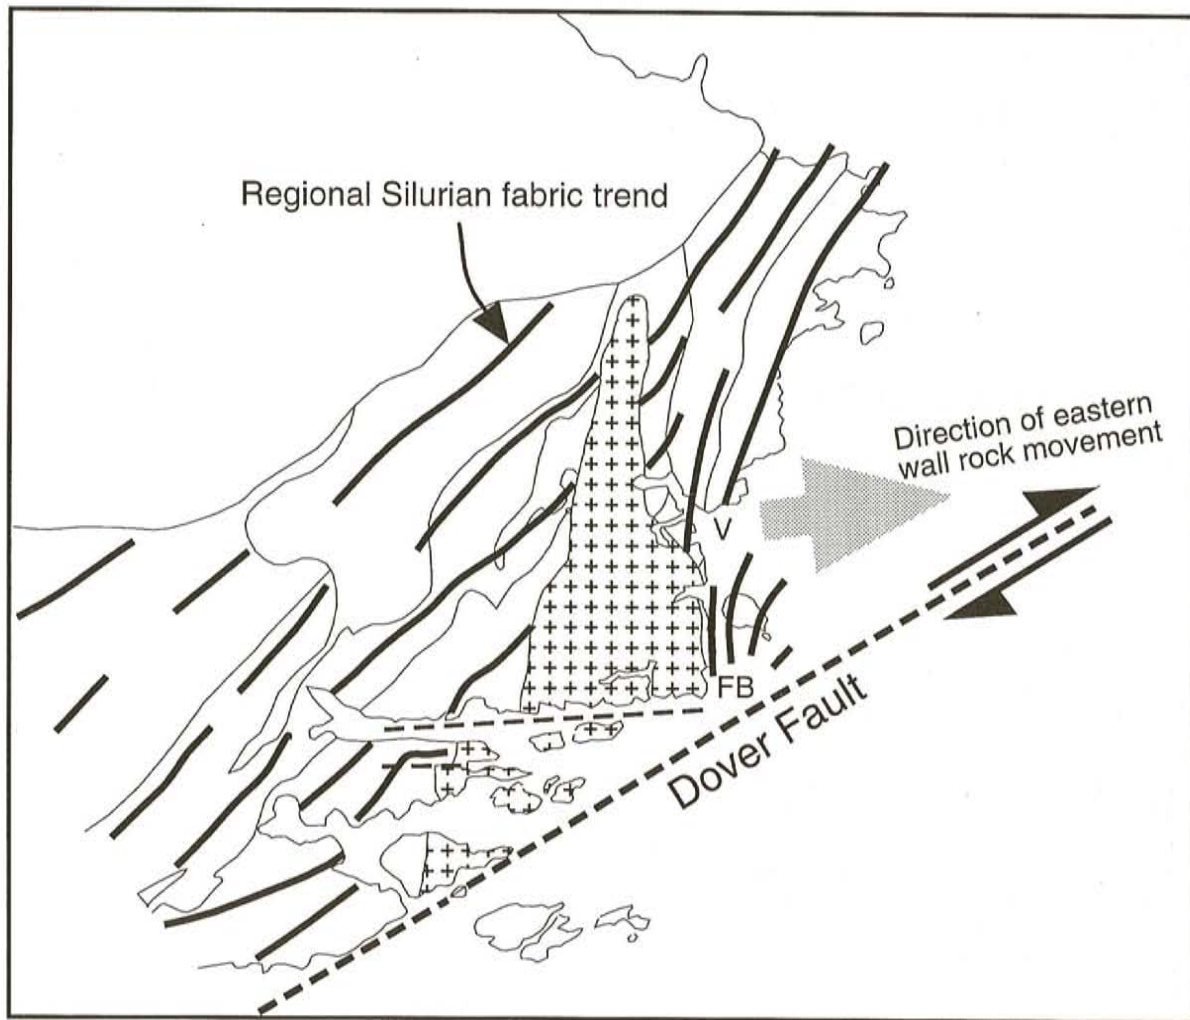 Regional Silurian fabric trend
Direction of eastern
wall rock movement
V
FB
Dover Fault